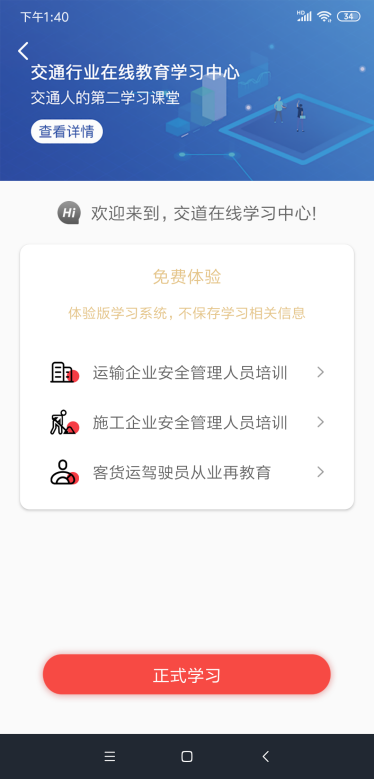 下午1:40
HD
34
交通行业在线教育学习中心
交通人的第二学习课堂
查看详情
Hi
欢迎来到，交道在线学习中心!
免费体验
体验版学习系统，不保存学习相关信息
运输企业安全管理人员培训
施工企业安全管理人员培训
客货运驾驶员从业再教育
正式学习